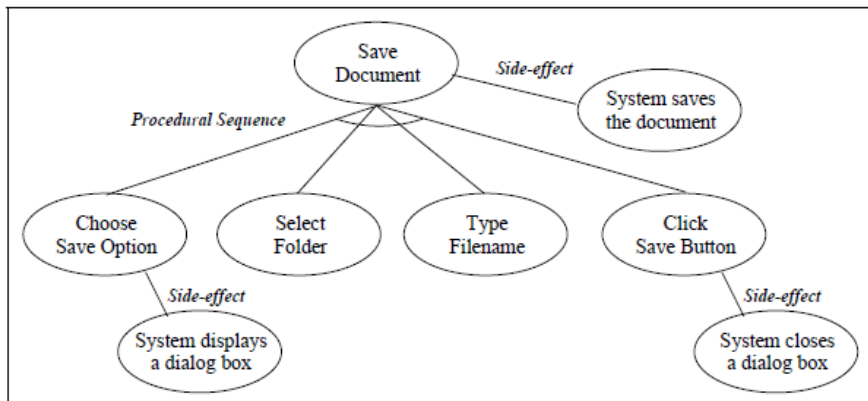 Save
Document
Side-effect
System saves
the document
Procedural Sequence
Choose
Save Option
Select
Folder
Type
Filename
Click
Save Button
Side-effect
Side-effect
System displays
a dialog box
System closes
a dialog box